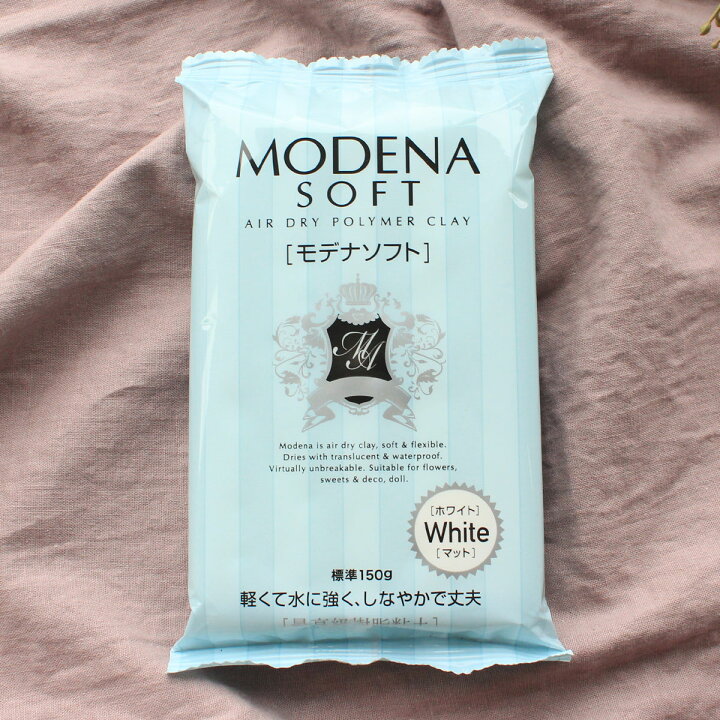 MODENA
SOFT
AIR DRY POLYMER CLAY
[モデナソフト]
MA
Modena is air dry clay, soft & flexible.
Dries with translucent & waterproof.
Virtually unbreakable. Suitable for flowers,
sweets & deco, doll.
[ホワイト]
White
[マット]
標準150g
軽くて水に強く、しなやかで丈夫